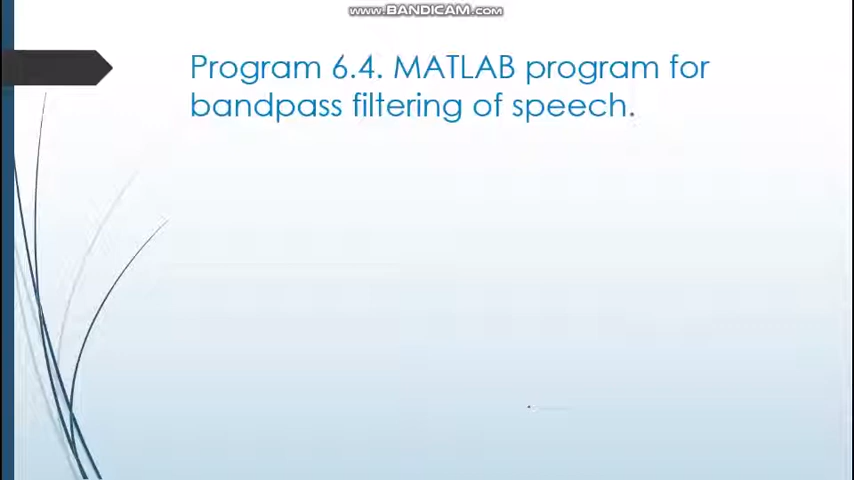 www.BANDICAM.com
Program 6.4. MATLAB program for
bandpass filtering of speech.